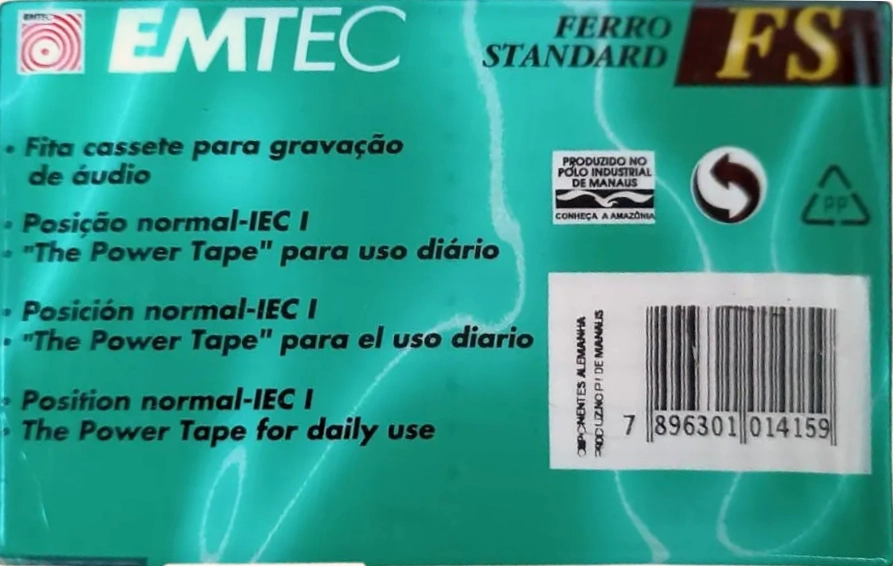 EMTEC
EMTEC
FERRO
STANDARD
FS
• Fita cassete para gravação
de áudio
• Posição normal-IEC I
• "The Power Tape" para uso diário
• Posición normal-IEC I
• "The Power Tape" para el uso diario
• Position normal-IEC I
• The Power Tape for daily use
PRODUZIDO NO
PÓLO INDUSTRIAL
DE MANAUS
CONHEÇA A AMAZÔNIA
PP
ALEMANHA
DE MANAUS
7 896301 014159